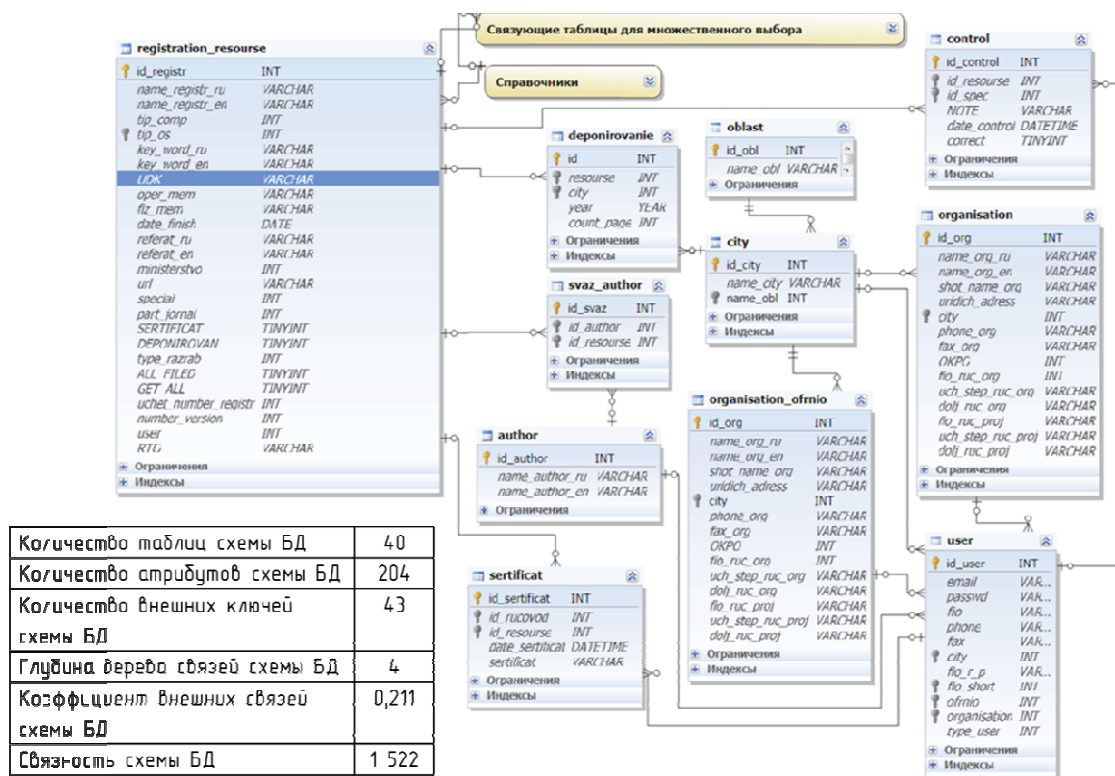 Связующие таблицы для множественного выбора
Справочники
registration_resourse
id_registr INT
name_registr_ru VARCHAR
name_registr_en VARCHAR
tip_comp INT
tip_os INT
key_word_ru VARCHAR
key_word_en VARCHAR
UDK VARCHAR
oper_mem VARCHAR
fiz_mem VARCHAR
date_finish DATE
referat_ru VARCHAR
referat_en VARCHAR
ministerstvo INT
url VARCHAR
special INT
part_jornal INT
SERTIFICAT TINYINT
DEPONIROVAN TINYINT
type_razrab INT
ALL_FILED TINYINT
GET_ALL TINYINT
uchet_number_registr INT
number_version INT
user INT
RTG VARCHAR
Ограничения
Индексы
deponirovanie
id INT
resourse INT
city INT
year YEAR
count_page INT
Ограничения
Индексы
oblast
id_obl INT
name_obl VARCHAR
Ограничения
control
id_control INT
id_resourse INT
id_spec INT
NOTE VARCHAR
date_control DATETIME
correct TINYINT
Ограничения
Индексы
city
id_city INT
name_city VARCHAR
name_obl INT
Ограничения
Индексы
organisation
id_org INT
name_org_ru VARCHAR
name_org_en VARCHAR
shot_name_org VARCHAR
uridich_adress VARCHAR
city INT
phone_org VARCHAR
fax_org VARCHAR
OKPO INT
fio_ruc_org INT
uch_step_ruc_org VARCHAR
dolj_ruc_org VARCHAR
fio_ruc_proj VARCHAR
uch_step_ruc_proj VARCHAR
dolj_ruc_proj VARCHAR
Ограничения
Индексы
svaz_author
id_svaz INT
id_author INT
id_resourse INT
Ограничения
Индексы
organisation_ofrnio
id_org INT
name_org_ru VARCHAR
name_org_en VARCHAR
shot_name_org VARCHAR
uridich_adress VARCHAR
city INT
phone_org VARCHAR
fax_org VARCHAR
OKPO INT
fio_ruc_org INT
uch_step_ruc_org VARCHAR
dolj_ruc_org VARCHAR
fio_ruc_proj VARCHAR
uch_step_ruc_proj VARCHAR
dolj_ruc_proj VARCHAR
Ограничения
Индексы
author
id_author INT
name_author_ru VARCHAR
name_author_en VARCHAR
Ограничения
sertificat
id_sertificat INT
id_rucovod INT
id_resourse INT
date_sertificat DATETIME
sertificat VARCHAR
Ограничения
Индексы
user
id_user INT
email VAR...
passwd VAR...
fio VAR...
phone VAR...
fax VAR...
city INT
fio_r_p VAR...
fio_short INT
ofrnio INT
organisation INT
type_user INT
Ограничения
Индексы
Количество таблиц схемы БД 40
Количество атрибутов схемы БД 204
Количество внешних ключей 43
схемы БД
Глубина дерева связей схемы БД 4
Коэффициент внешних связей 0,211
схемы БД
Связность схемы БД 1 522